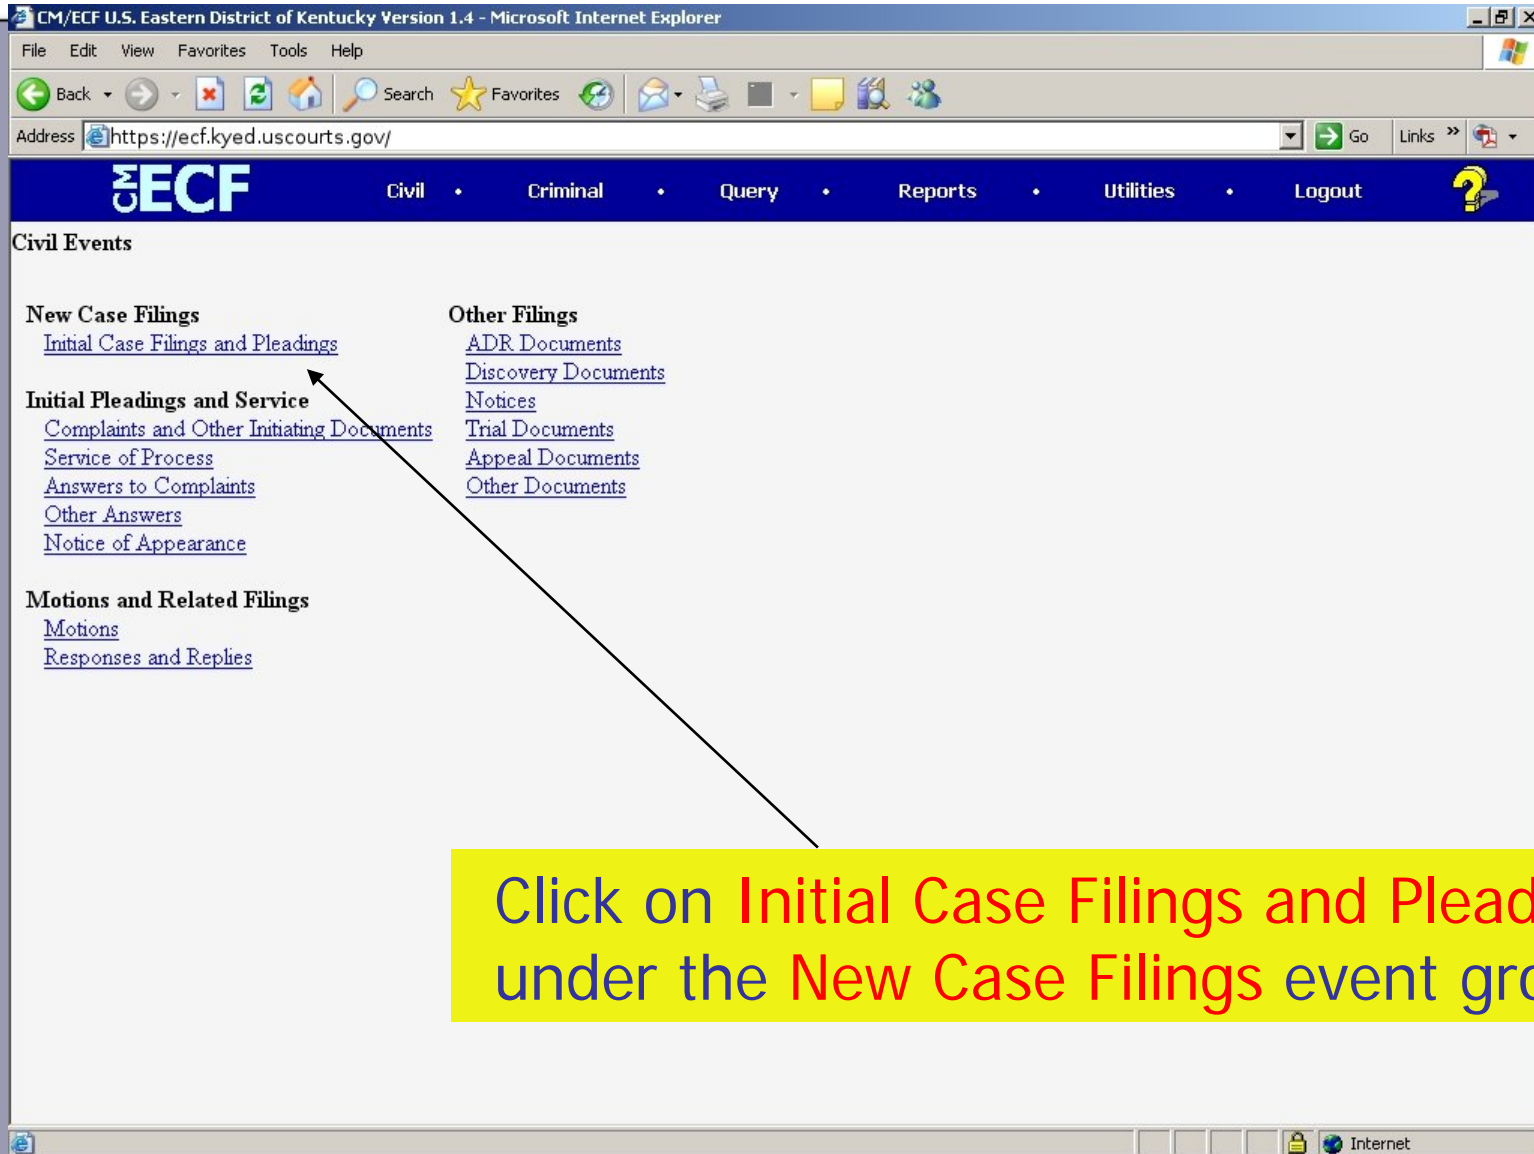 CM/ECF U.S. Eastern District of Kentucky Version 1.4 - Microsoft Internet Explorer
File Edit View Favorites Tools Help
Back Search Favorites
Address https://ecf.kyed.uscourts.gov/ Go Links »
CM ECF Civil • Criminal • Query • Reports • Utilities • Logout ?
Civil Events
New Case Filings
Initial Case Filings and Pleadings
Initial Pleadings and Service
Complaints and Other Initiating Documents
Service of Process
Answers to Complaints
Other Answers
Notice of Appearance
Motions and Related Filings
Motions
Responses and Replies
Other Filings
ADR Documents
Discovery Documents
Notices
Trial Documents
Appeal Documents
Other Documents
Click on Initial Case Filings and Plead
under the New Case Filings event gro
Internet